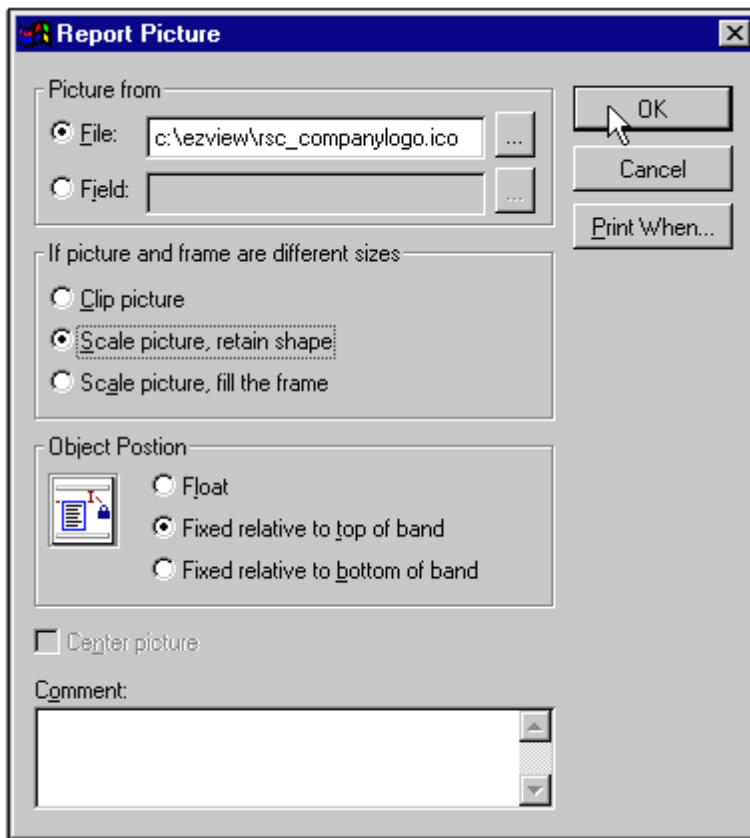 Report Picture
Picture from
File:
c:\ezview\rsc_companylogo.ico
...
Field:
...
If picture and frame are different sizes
Clip picture
Scale picture, retain shape
Scale picture, fill the frame
Object Postion
Float
Fixed relative to top of band
Fixed relative to bottom of band
Center picture
Comment:
OK
Cancel
Print When...